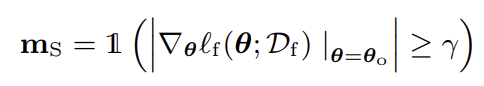 𝐦_S = 𝟙 ( | ∇_𝛉 ℓ_f(𝛉; 𝒟_f) |_{𝛉=𝛉_o} | ≥ γ )